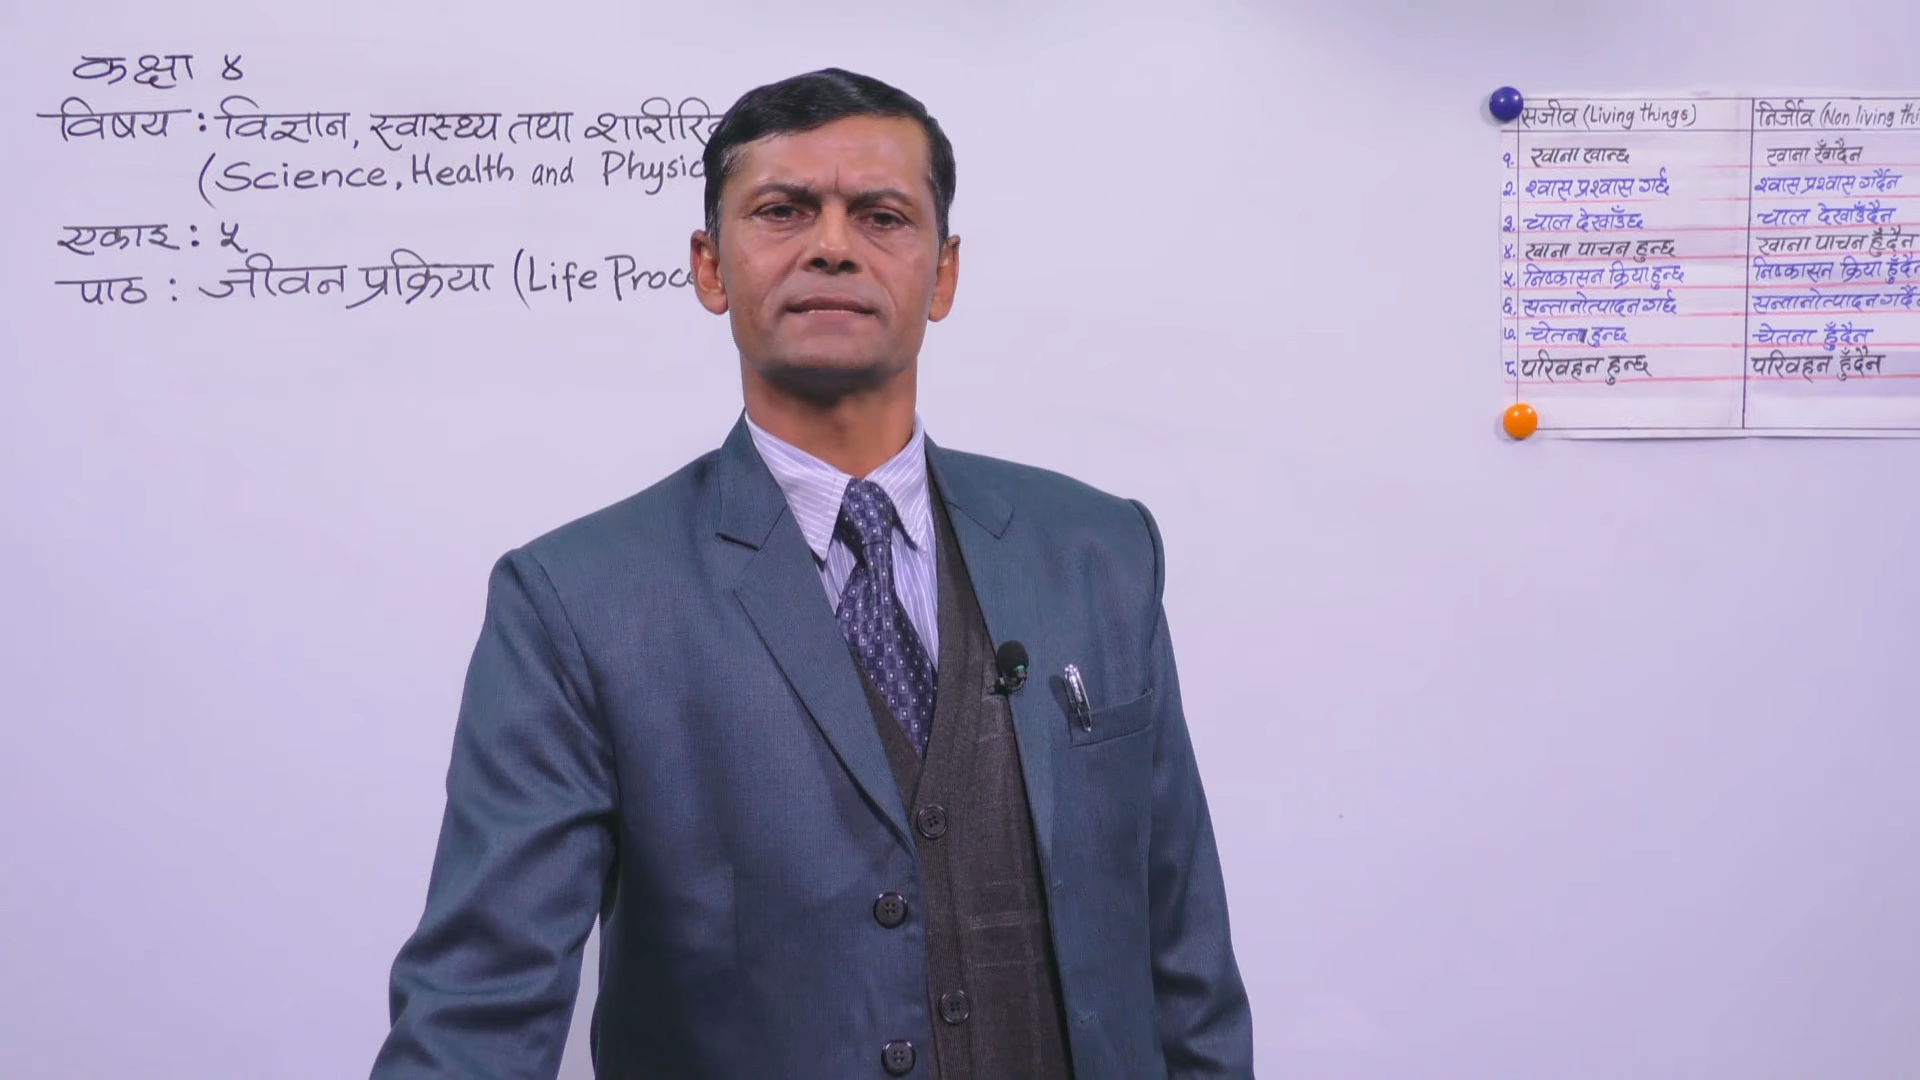 कक्षा ४
विषय : विज्ञान, स्वास्थ्य तथा शारीरि
(Science, Health and Physic
एकाइ : ५
पाठ : जीवन प्रक्रिया (Life Proce
सजीव (Living things) निर्जीव (Non living thi
१. खाना खान्छ खाना खाँदैन
२. श्वास प्रश्वास गर्छ श्वास प्रश्वास गर्दैन
३. चाल देखाउँछ चाल देखाउँदैन
४. खाना पाचन हुन्छ खाना पाचन हुँदैन
५. निष्कासन क्रिया हुन्छ निष्कासन क्रिया हुँदैन
६. सन्तानोत्पादन गर्छ सन्तानोत्पादन गर्दैन
७. चेतना हुन्छ चेतना हुँदैन
८ परिवहन हुन्छ परिवहन हुँदैन